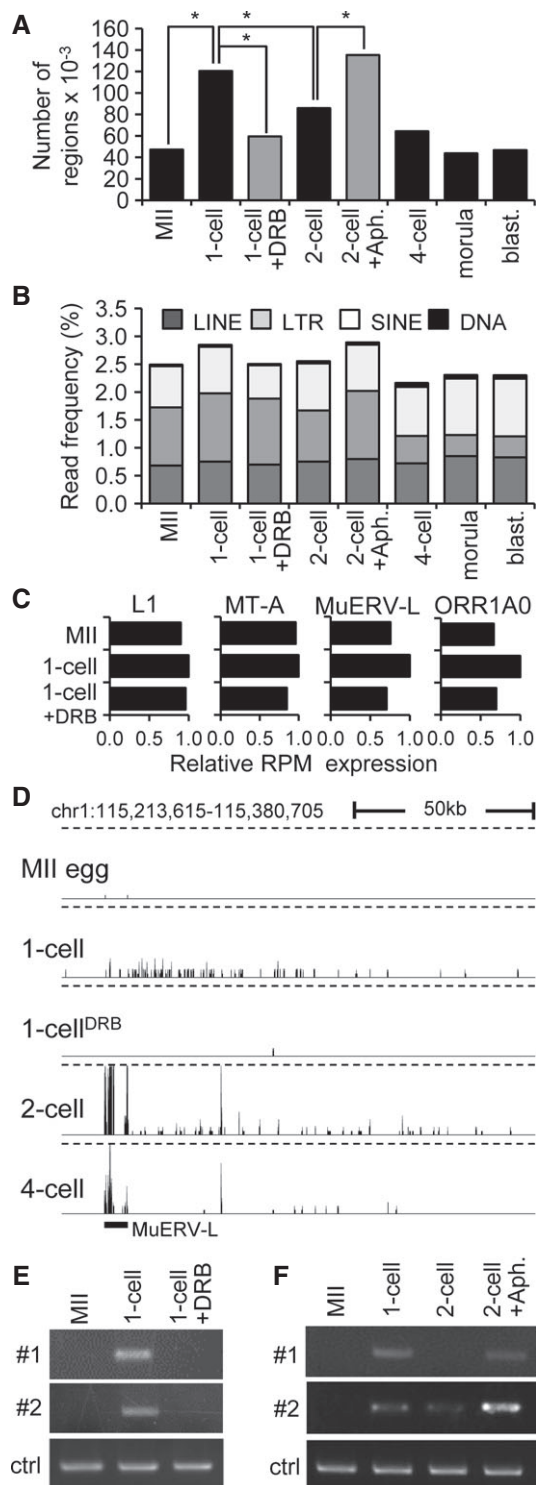 A
Number of
regions x 10-3
160
140
120
100
80
60
40
20
0
*
*
*
*
MII
1-cell
1-cell
+DRB
2-cell
2-cell
+Aph.
4-cell
morula
blast.
B
Read frequency (%)
3.5
3.0
2.5
2.0
1.5
1.0
0.5
0.0
LINE LTR SINE DNA
MII
1-cell
1-cell
+DRB
2-cell
2-cell
+Aph.
4-cell
morula
blast.
C
L1 MT-A MuERV-L ORR1A0
MII
1-cell
1-cell
+DRB
0.0 0.5 1.0 0.0 0.5 1.0 0.0 0.5 1.0 0.0 0.5 1.0
Relative RPM expression
D
chr1:115,213,615-115,380,705 50kb
MII egg
1-cell
1-cellDRB
2-cell
4-cell
MuERV-L
E
MII
1-cell
1-cell
+DRB
#1
#2
ctrl
F
MII
1-cell
2-cell
2-cell
+Aph.
#1
#2
ctrl